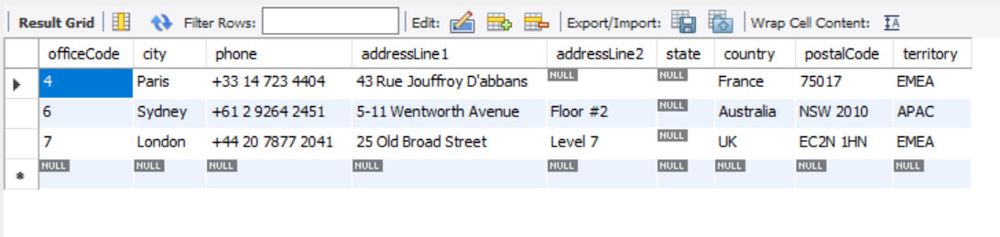 Result Grid Filter Rows: Edit: Export/Import: Wrap Cell Content: IA
officeCode city phone addressLine1 addressLine2 state country postalCode territory
4 Paris +33 14 723 4404 43 Rue Jouffroy D'abbans NULL NULL France 75017 EMEA
6 Sydney +61 2 9264 2451 5-11 Wentworth Avenue Floor #2 NULL Australia NSW 2010 APAC
7 London +44 20 7877 2041 25 Old Broad Street Level 7 NULL UK EC2N 1HN EMEA
NULL NULL NULL NULL NULL NULL NULL NULL NULL